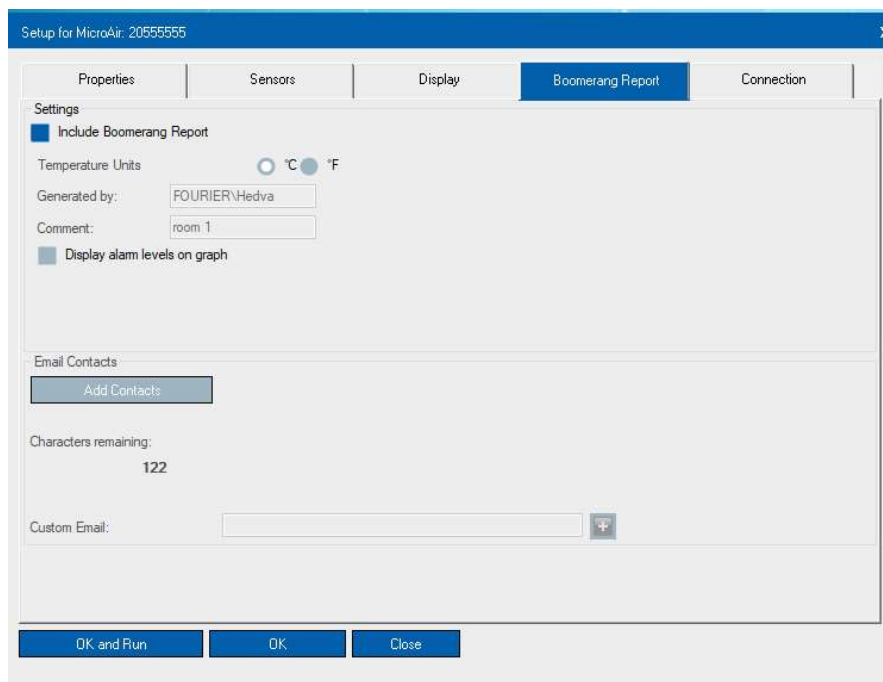 Setup for MicroAir: 20555555
Properties Sensors Display Boomerang Report Connection
Settings
Include Boomerang Report
Temperature Units °C °F
Generated by: FOURIER\Hedva
Comment: room 1
Display alarm levels on graph
Email Contacts
Add Contacts
Characters remaining:
122
Custom Email:
OK and Run OK Close